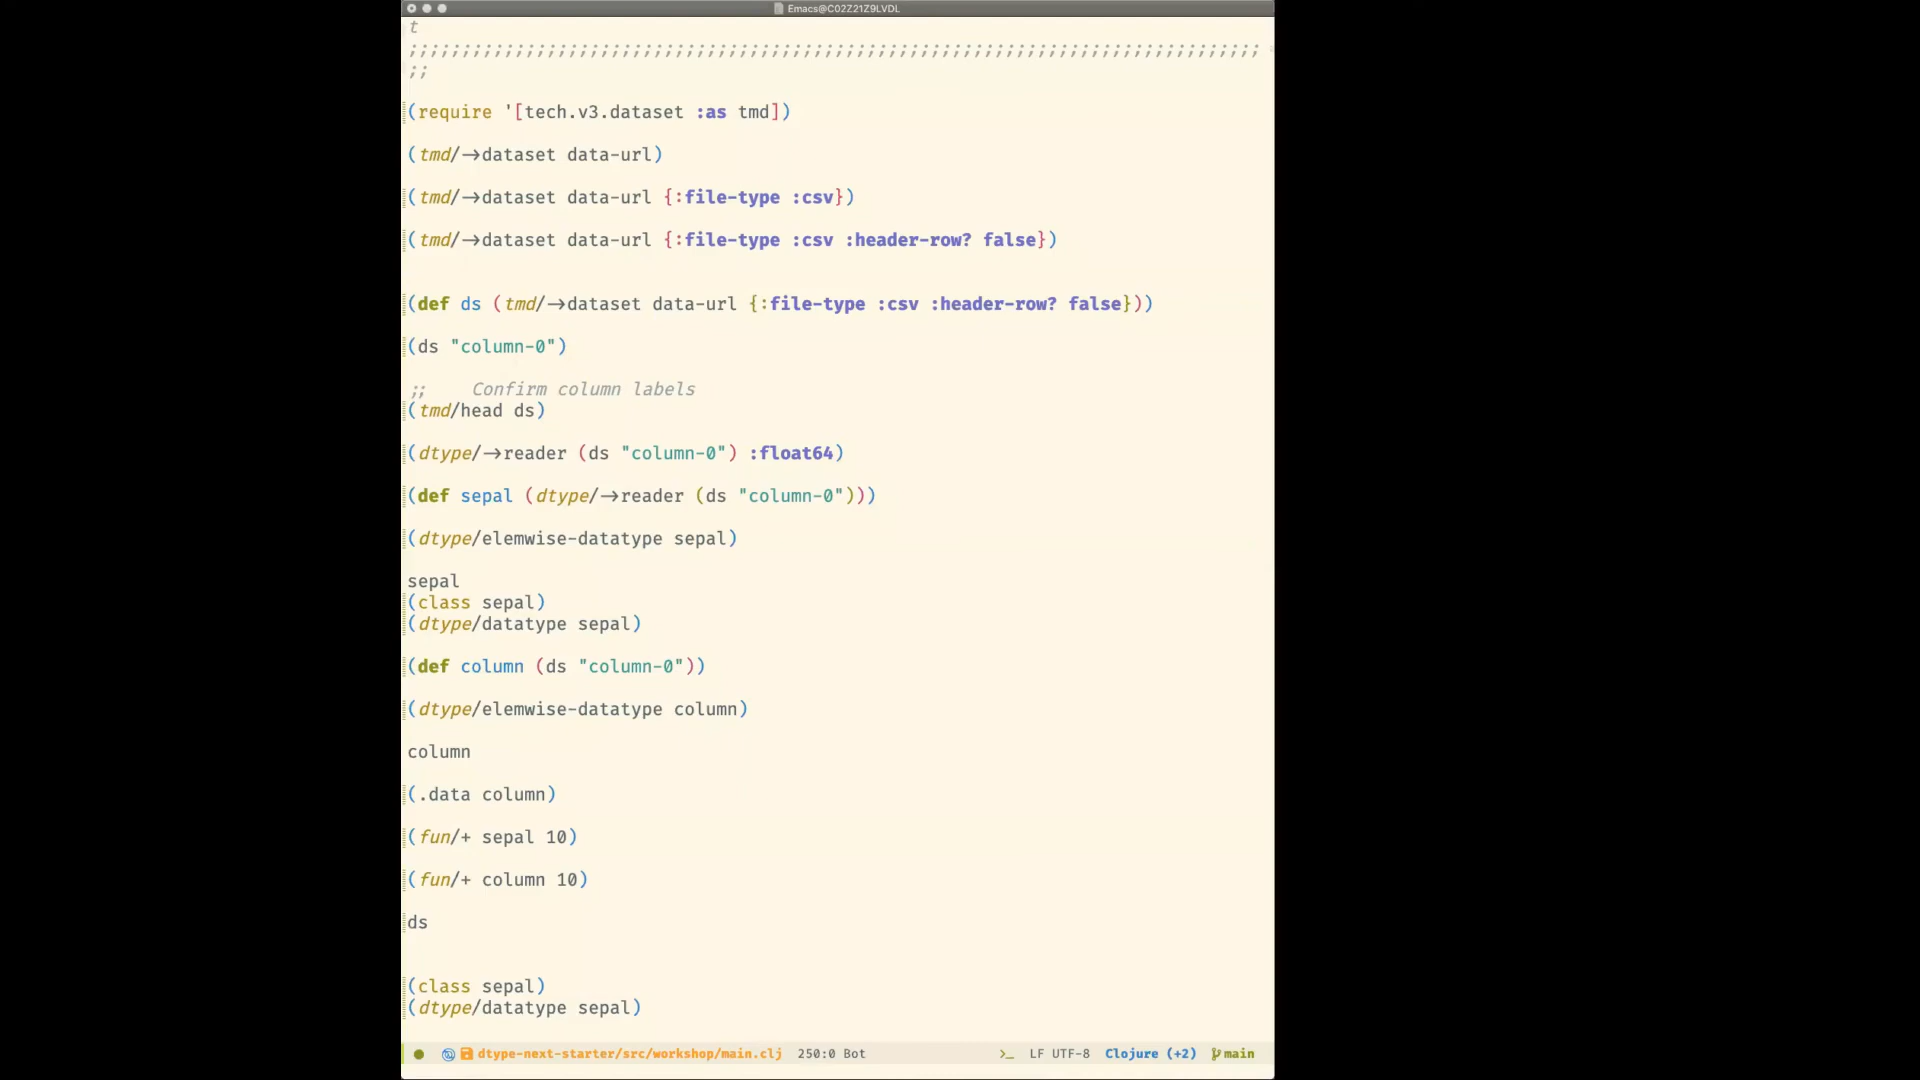 Emacs@C02Z21Z9LVDL
t
;;;;;;;;;;;;;;;;;;;;;;;;;;;;;;;;;;;;;;;;;;;;;;;;;;;;;;;;;;;;;;;;;;;;;;;;;;;;;;;;
;;
(require '[tech.v3.dataset :as tmd])
(tmd/->dataset data-url)
(tmd/->dataset data-url {:file-type :csv})
(tmd/->dataset data-url {:file-type :csv :header-row? false})
(def ds (tmd/->dataset data-url {:file-type :csv :header-row? false}))
(ds "column-0")
;;    Confirm column labels
(tmd/head ds)
(dtype/->reader (ds "column-0") :float64)
(def sepal (dtype/->reader (ds "column-0")))
(dtype/elemwise-datatype sepal)
sepal
(class sepal)
(dtype/datatype sepal)
(def column (ds "column-0"))
(dtype/elemwise-datatype column)
column
(.data column)
(fun/+ sepal 10)
(fun/+ column 10)
ds
(class sepal)
(dtype/datatype sepal)
dtype-next-starter/src/workshop/main.clj 250:0 Bot >_ LF UTF-8 Clojure (+2) main